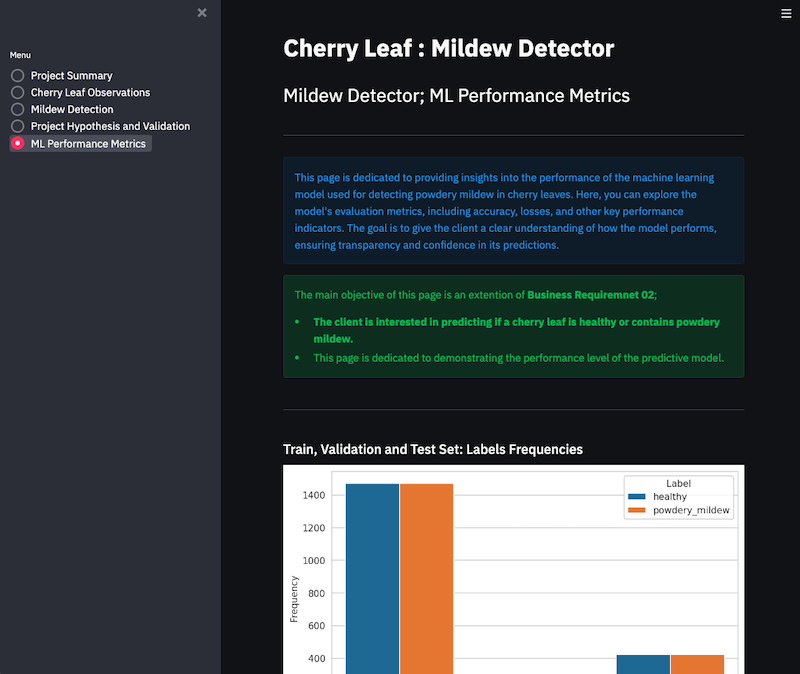 Menu
Project Summary
Cherry Leaf Observations
Mildew Detection
Project Hypothesis and Validation
ML Performance Metrics
Cherry Leaf : Mildew Detector
Mildew Detector; ML Performance Metrics
This page is dedicated to providing insights into the performance of the machine learning
model used for detecting powdery mildew in cherry leaves. Here, you can explore the
model's evaluation metrics, including accuracy, losses, and other key performance
indicators. The goal is to give the client a clear understanding of how the model performs,
ensuring transparency and confidence in its predictions.
The main objective of this page is an extention of Business Requiremnet 02;
• The client is interested in predicting if a cherry leaf is healthy or contains powdery
mildew.
• This page is dedicated to demonstrating the performance level of the predictive model.
Train, Validation and Test Set: Labels Frequencies
Label
healthy
powdery_mildew
Frequency
1400
1200
1000
800
600
400